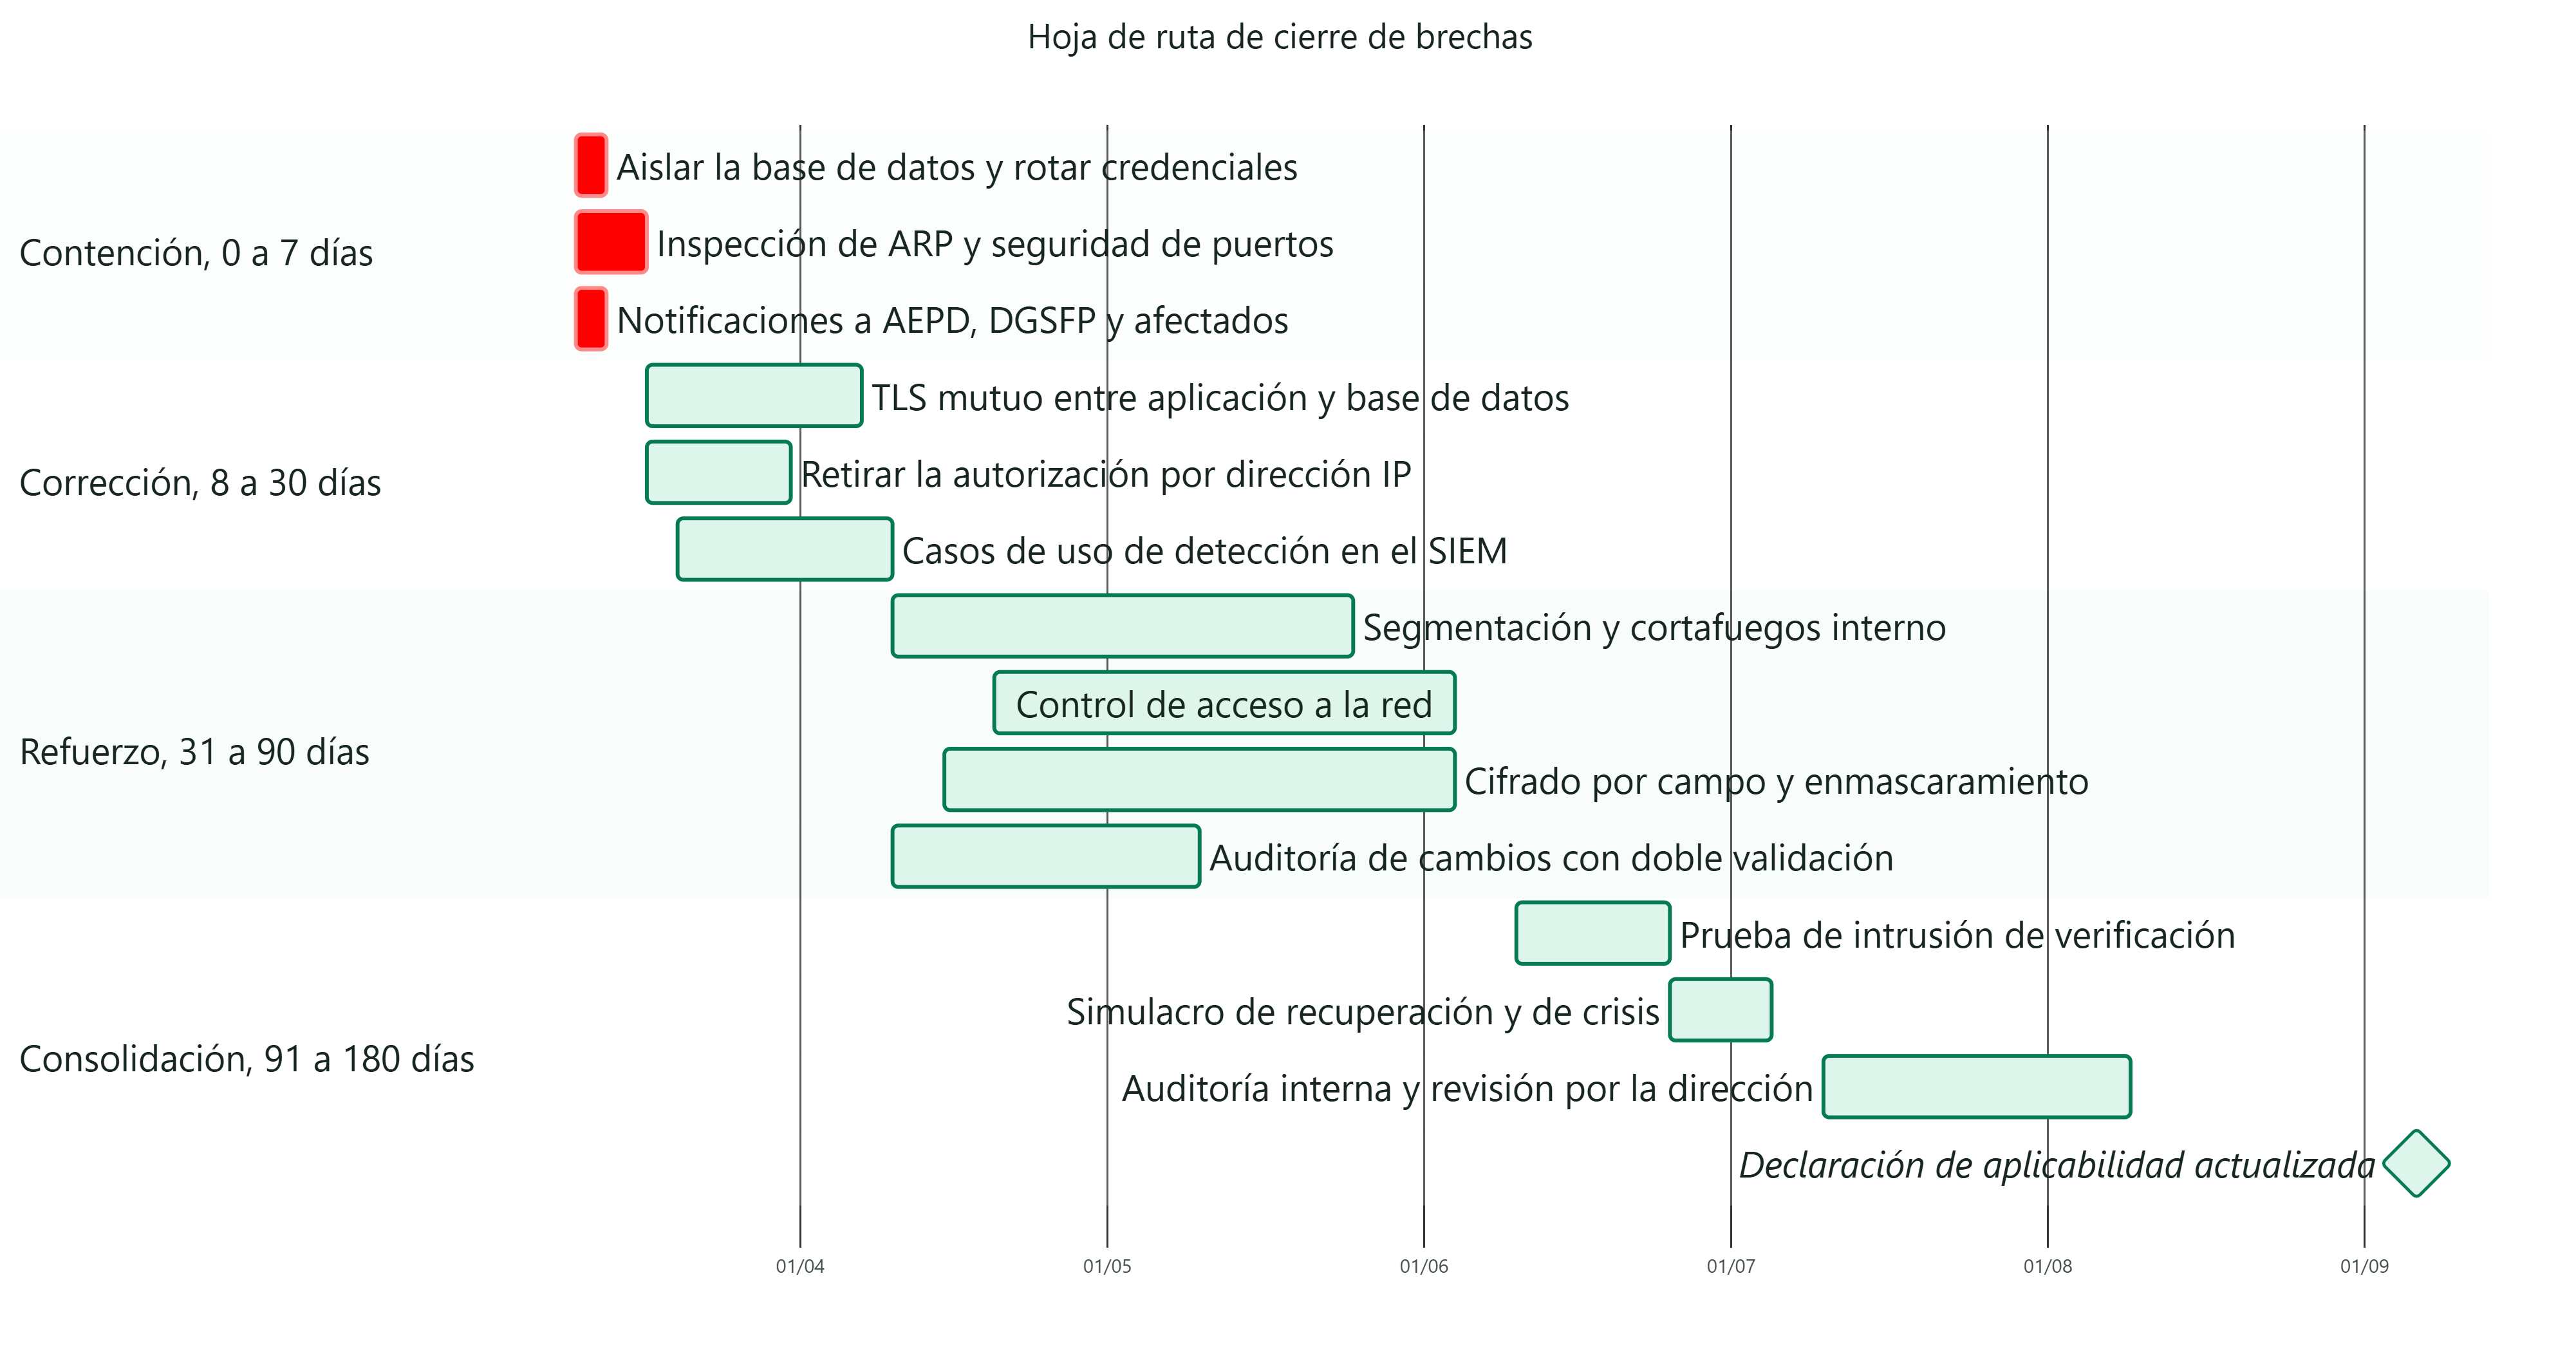 Hoja de ruta de cierre de brechas
Contención, 0 a 7 días
Aislar la base de datos y rotar credenciales
Inspección de ARP y seguridad de puertos
Notificaciones a AEPD, DGSFP y afectados
Corrección, 8 a 30 días
TLS mutuo entre aplicación y base de datos
Retirar la autorización por dirección IP
Casos de uso de detección en el SIEM
Refuerzo, 31 a 90 días
Segmentación y cortafuegos interno
Control de acceso a la red
Cifrado por campo y enmascaramiento
Auditoría de cambios con doble validación
Consolidación, 91 a 180 días
Prueba de intrusión de verificación
Simulacro de recuperación y de crisis
Auditoría interna y revisión por la dirección
Declaración de aplicabilidad actualizada
01/04
01/05
01/06
01/07
01/08
01/09